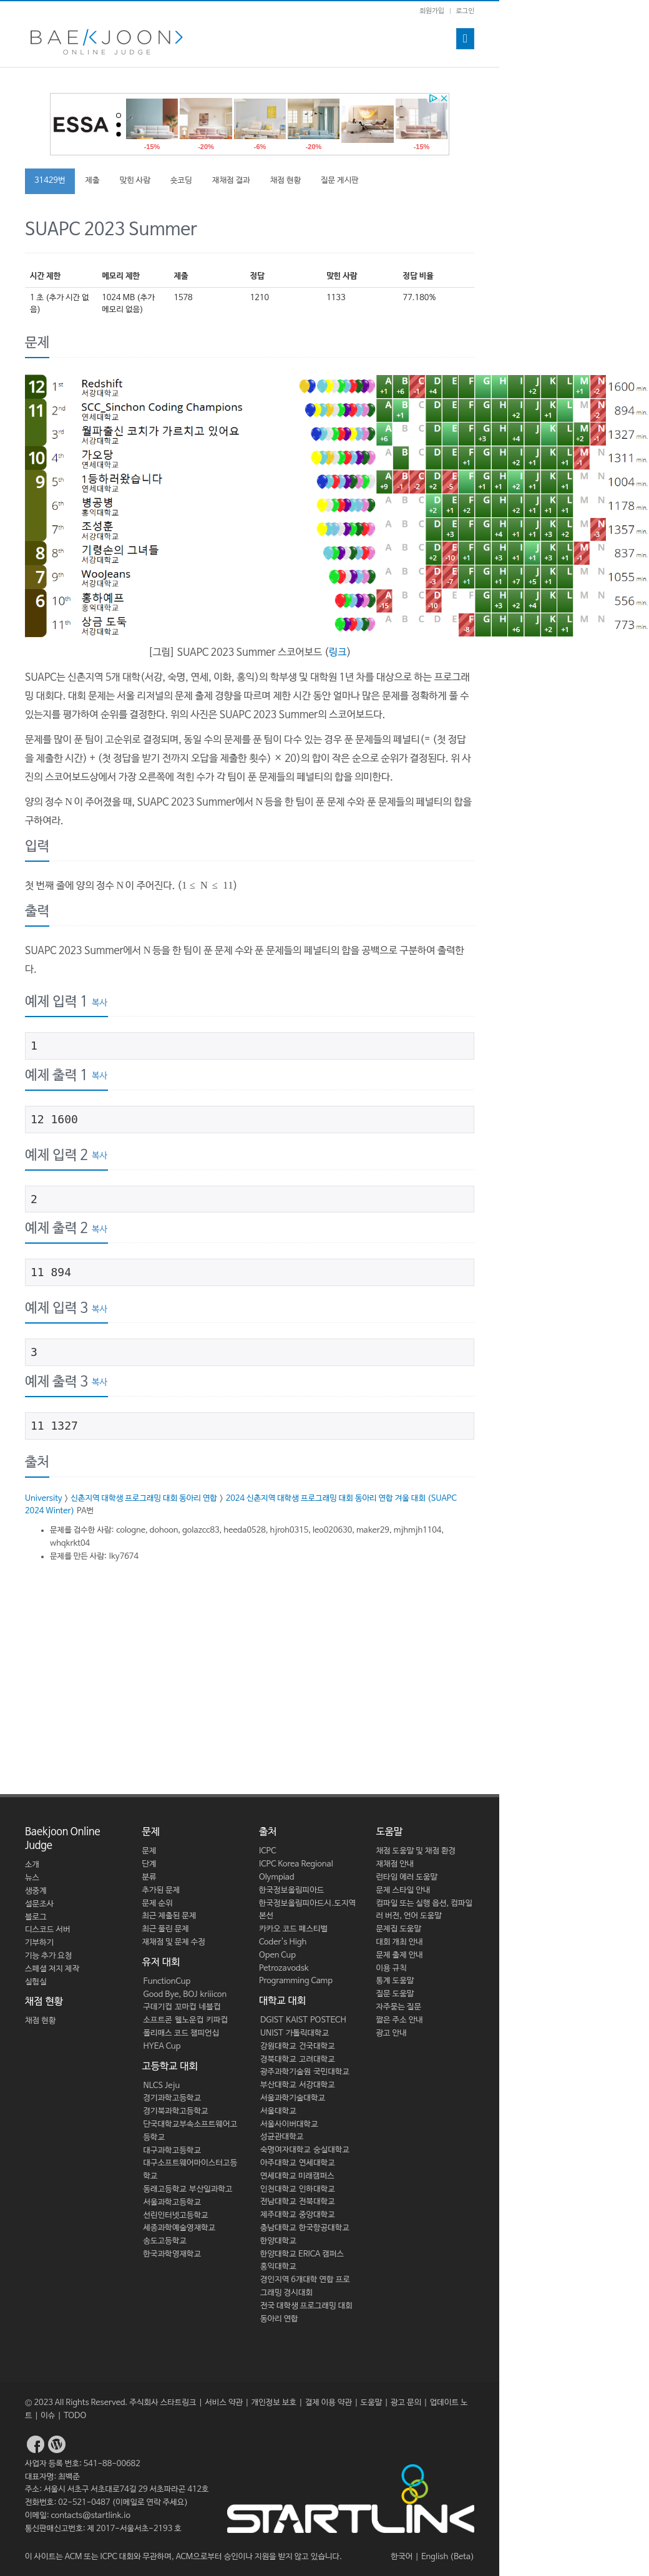 회원가입 | 로그인
BAEKJOON>
ONLINE JUDGE
ESSA
-15% -20% -6% -20% -15%
31429번 제출 맞힌 사람 숏코딩 재채점 결과 채점 현황 질문 게시판
SUAPC 2023 Summer
시간 제한 메모리 제한 제출 정답 맞힌 사람 정답 비율
1 초 (추가 시간 없음) 1024 MB (추가 메모리 없음) 1578 1210 1133 77.180%
문제
12 1st Redshift 서강대학교 A +1 B +6 C -1 D +4 E F G H I J +2 K L M +1 N -2 1600 min.
11 2nd SCC_Sinchon Coding Champions 연세대학교 A B +1 C D E F G H I +2 J K +1 L M N -2 894 min.
3rd 월파출신 코치가 가르치고 있어요 서강대학교 A +6 B C D E F G +3 H I +4 J K L M +2 N -1 1327 min.
10 4th 가오당 연세대학교 A B C D E F +1 G H I +2 J +1 K L +1 M -1 N 1311 min.
9 5th 1등하러왔습니다 연세대학교 A +9 B -1 C -2 D +2 E -5 F G +1 H +1 I +2 J +1 K L +1 M N 1004 min.
6th 병공병 홍익대학교 A B C D +2 E +1 F +2 G H I +2 J +1 K +1 L +1 M N 1178 min.
7th 조성훈 서강대학교 A B C D E +3 F G H +4 I +1 J +1 K +3 L +2 M N -3 1357 min.
8 8th 기령손의 그녀들 서강대학교 A B C D +2 E -10 F +1 G H +3 I +1 J +1 K +3 L +1 M -1 N 837 min.
7 9th WooJeans 서강대학교 A B C D -3 E -7 F +1 G H +1 I +7 J +5 K +1 L M N 1055 min.
6 10th 홍하예프 홍익대학교 A -15 B C D -10 E F G H +3 I +2 J +4 K L M N 556 min.
11th 상금 도둑 서강대학교 A B C D E F -8 G H I +6 J K +2 L +1 M N 773 min.
[그림] SUAPC 2023 Summer 스코어보드 (링크)
SUAPC는 신촌지역 5개 대학(서강, 숙명, 연세, 이화, 홍익)의 학부생 및 대학원 1년 차를 대상으로 하는 프로그래
밍 대회다. 대회 문제는 서울 리저널의 문제 출제 경향을 따르며 제한 시간 동안 얼마나 많은 문제를 정확하게 풀 수
있는지를 평가하여 순위를 결정한다. 위의 사진은 SUAPC 2023 Summer의 스코어보드다.
문제를 많이 푼 팀이 고순위로 결정되며, 동일 수의 문제를 푼 팀이 다수 있는 경우 푼 문제들의 페널티(= (첫 정답
을 제출한 시간) + (첫 정답을 받기 전까지 오답을 제출한 횟수) × 20)의 합이 작은 순으로 순위가 결정된다. 위 사
진의 스코어보드상에서 가장 오른쪽에 적힌 수가 각 팀이 푼 문제들의 페널티의 합을 의미한다.
양의 정수 N 이 주어졌을 때, SUAPC 2023 Summer에서 N 등을 한 팀이 푼 문제 수와 푼 문제들의 페널티의 합을
구하여라.
입력
첫 번째 줄에 양의 정수 N 이 주어진다. (1 ≤ N ≤ 11)
출력
SUAPC 2023 Summer에서 N 등을 한 팀이 푼 문제 수와 푼 문제들의 페널티의 합을 공백으로 구분하여 출력한
다.
예제 입력 1 복사
1
예제 출력 1 복사
12 1600
예제 입력 2 복사
2
예제 출력 2 복사
11 894
예제 입력 3 복사
3
예제 출력 3 복사
11 1327
출처
University > 신촌지역 대학생 프로그래밍 대회 동아리 연합 > 2024 신촌지역 대학생 프로그래밍 대회 동아리 연합 겨울 대회 (SUAPC
2024 Winter) PA번
문제를 검수한 사람: cologne, dohoon, golazcc83, heeda0528, hjroh0315, leo020630, maker29, mjhmjh1104,
whqkrkt04
문제를 만든 사람: lky7674
Baekjoon Online
Judge
소개
뉴스
생중계
설문조사
블로그
디스코드 서버
기부하기
기능 추가 요청
스페셜 저지 제작
실험실
채점 현황
채점 현황
문제
문제
단계
분류
추가된 문제
문제 순위
최근 제출된 문제
최근 풀린 문제
재채점 및 문제 수정
유저 대회
FunctionCup
Good Bye, BOJ kriiicon
구데기컵 꼬마컵 네블컵
소프트콘 웰노운컵 키파컵
폴리매스 코드 챔피언십
HYEA Cup
고등학교 대회
NLCS Jeju
경기과학고등학교
경기북과학고등학교
단국대학교부속소프트웨어고
등학교
대구과학고등학교
대구소프트웨어마이스터고등
학교
동래고등학교 부산일과학고
서울과학고등학교
선린인터넷고등학교
세종과학예술영재학교
송도고등학교
한국과학영재학교
출처
ICPC
ICPC Korea Regional
Olympiad
한국정보올림피아드
한국정보올림피아드시.도지역
본선
카카오 코드 페스티벌
Coder's High
Open Cup
Petrozavodsk
Programming Camp
대학교 대회
DGIST KAIST POSTECH
UNIST 가톨릭대학교
강원대학교 건국대학교
경북대학교 고려대학교
광주과학기술원 국민대학교
부산대학교 서강대학교
서울과학기술대학교
서울대학교
서울사이버대학교
성균관대학교
숙명여자대학교 숭실대학교
아주대학교 연세대학교
연세대학교 미래캠퍼스
인천대학교 인하대학교
전남대학교 전북대학교
제주대학교 중앙대학교
충남대학교 한국항공대학교
한양대학교
한양대학교 ERICA 캠퍼스
홍익대학교
경인지역 6개대학 연합 프로
그래밍 경시대회
전국 대학생 프로그래밍 대회
동아리 연합
도움말
채점 도움말 및 채점 환경
재채점 안내
런타임 에러 도움말
문제 스타일 안내
컴파일 또는 실행 옵션, 컴파일
러 버전, 언어 도움말
문제집 도움말
대회 개최 안내
문제 출제 안내
이용 규칙
통계 도움말
질문 도움말
자주묻는 질문
짧은 주소 안내
광고 안내
© 2023 All Rights Reserved. 주식회사 스타트링크 | 서비스 약관 | 개인정보 보호 | 결제 이용 약관 | 도움말 | 광고 문의 | 업데이트 노
트 | 이슈 | TODO
사업자 등록 번호: 541-88-00682
대표자명: 최백준
주소: 서울시 서초구 서초대로74길 29 서초파라곤 412호
전화번호: 02-521-0487 (이메일로 연락 주세요)
이메일: contacts@startlink.io
통신판매신고번호: 제 2017-서울서초-2193 호
STARTLINK
이 사이트는 ACM 또는 ICPC 대회와 무관하며, ACM으로부터 승인이나 지원을 받지 않고 있습니다.
한국어 | English (Beta)